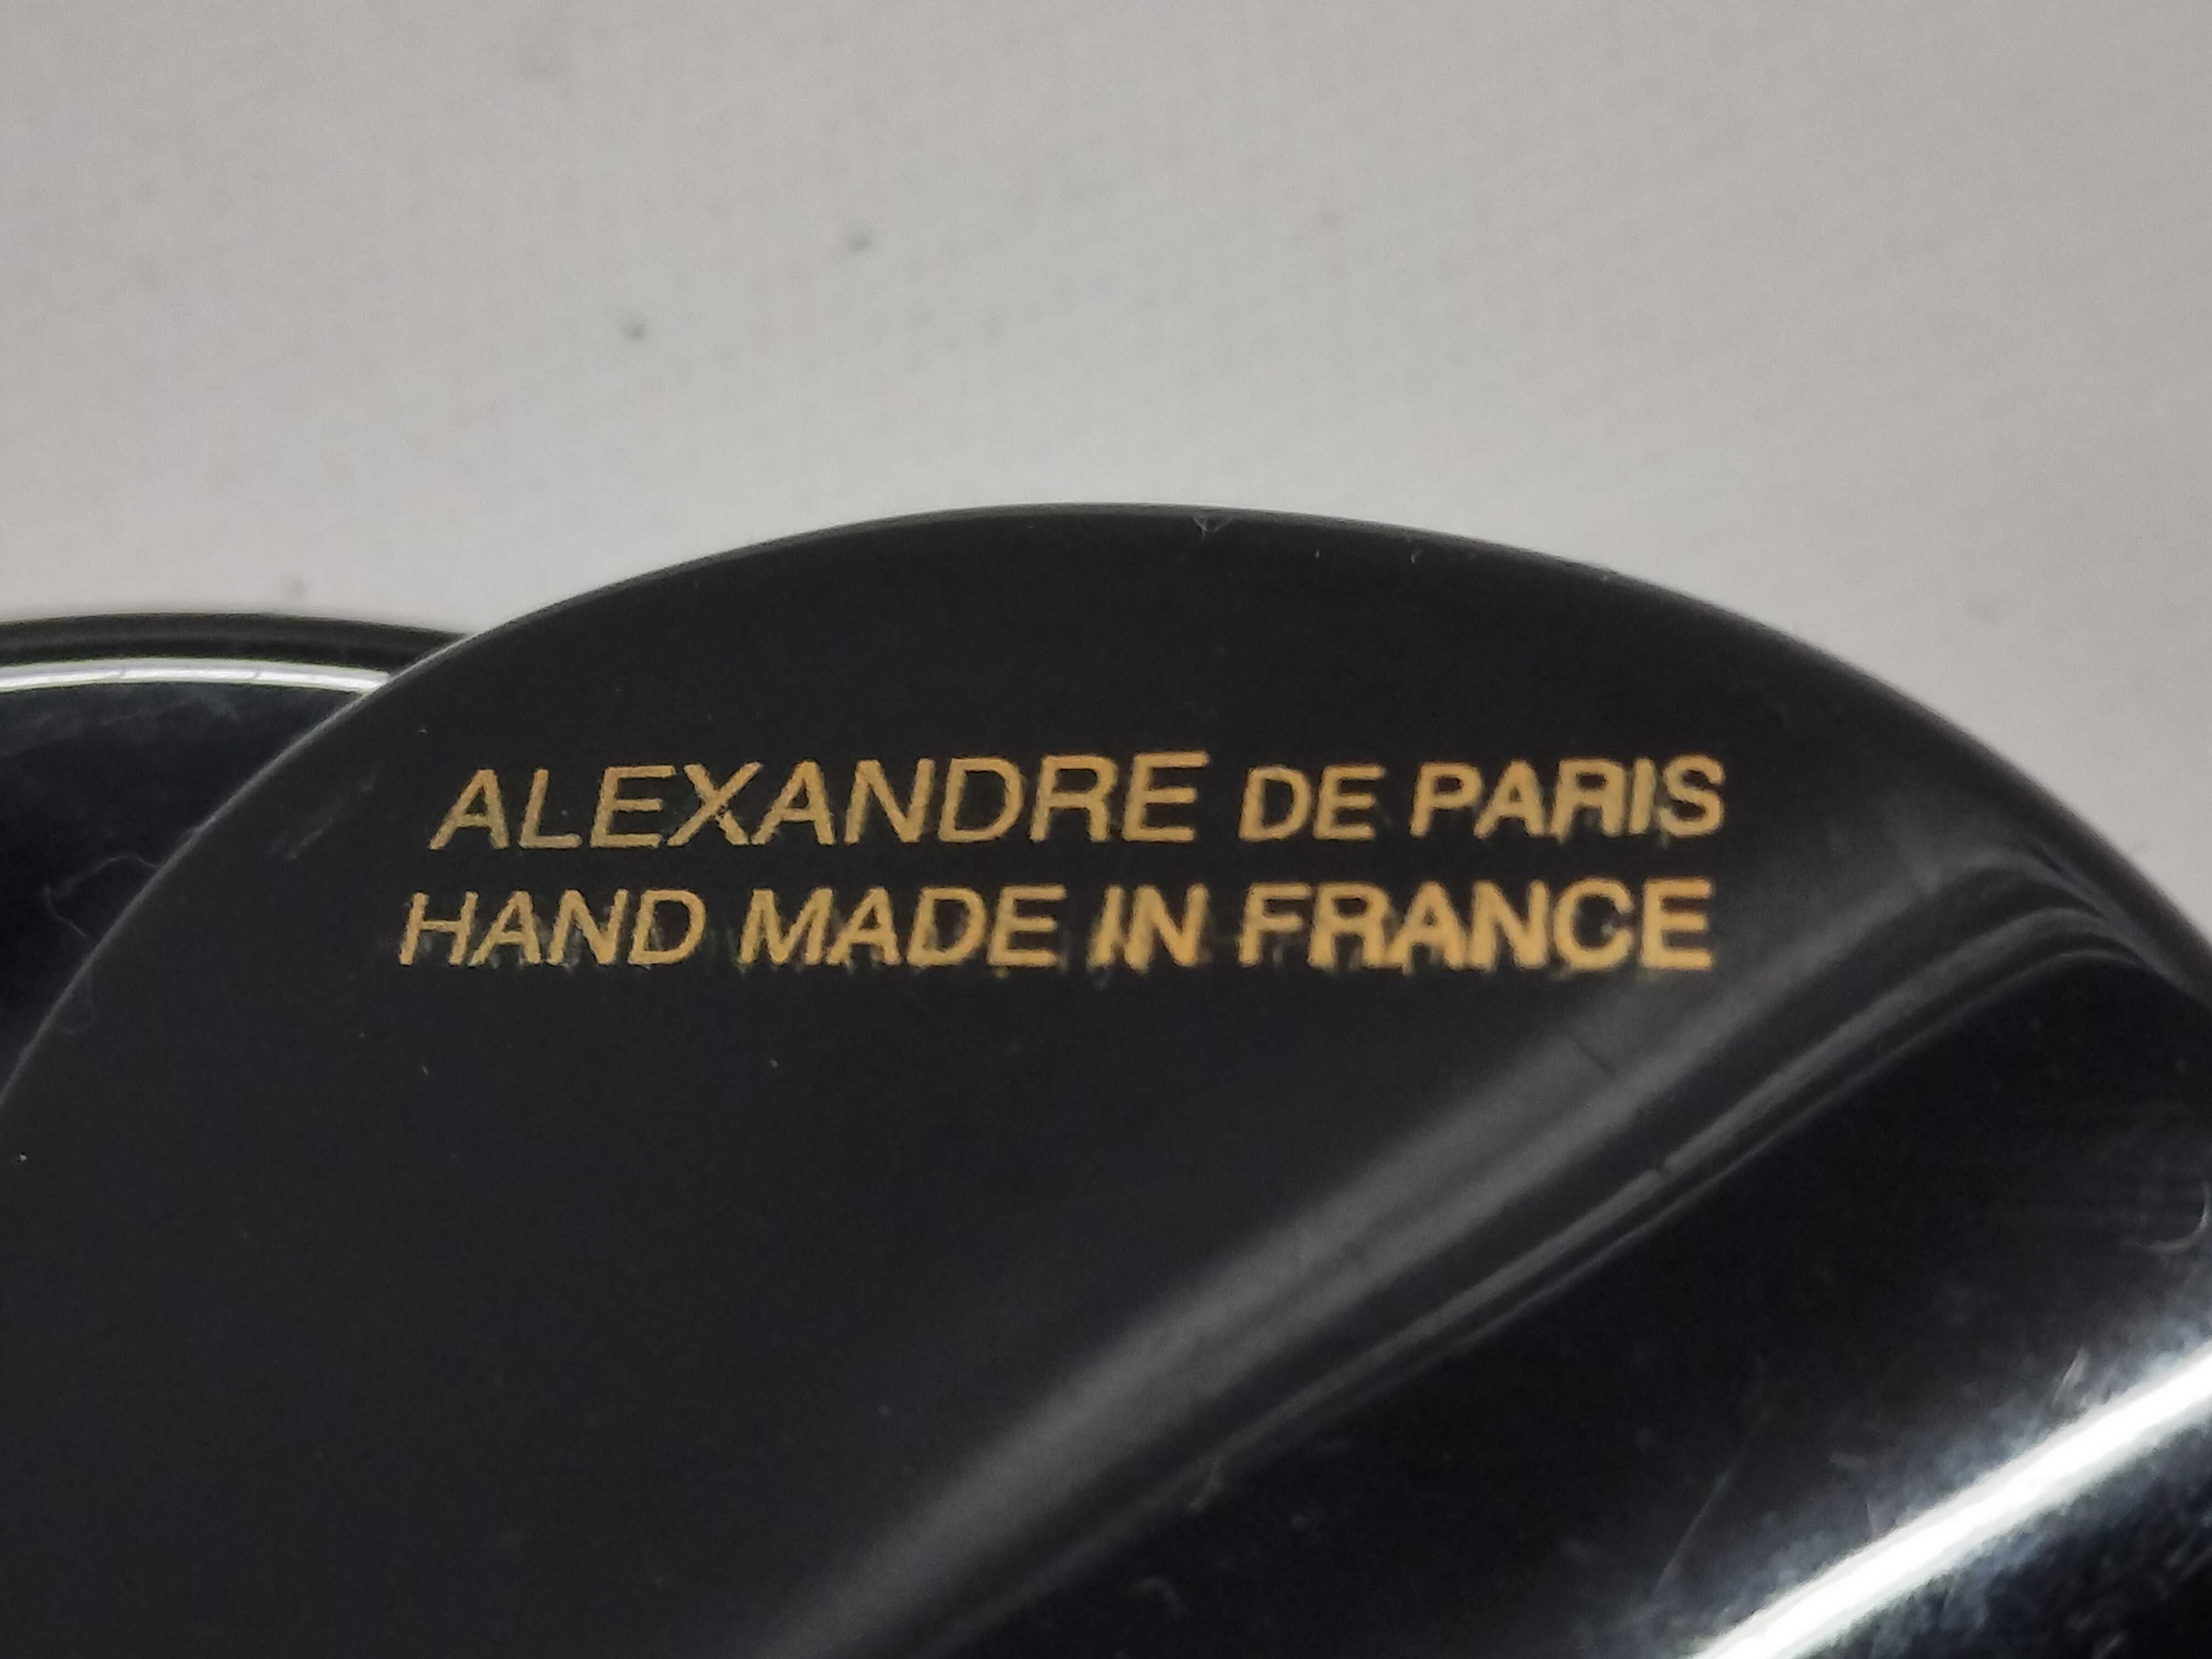 ALEXANDRE DE PARIS
HAND MADE IN FRANCE